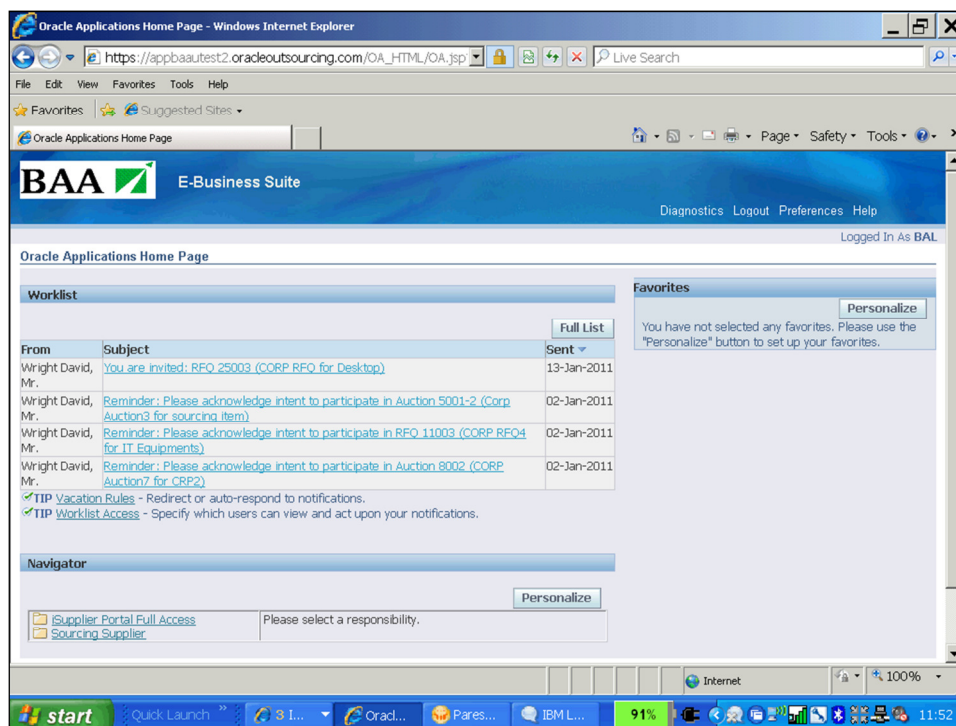 Oracle Applications Home Page - Windows Internet Explorer
https://appbaautest2.oracleoutsourcing.com/OA_HTML/OA.jsp
Live Search
File Edit View Favorites Tools Help
Favorites Suggested Sites
Oracle Applications Home Page
Page Safety Tools
BAA E-Business Suite
Diagnostics Logout Preferences Help
Logged In As BAL
Oracle Applications Home Page
Worklist
Full List
From Subject Sent
Wright David, Mr. You are invited: RFQ 25003 (CORP RFQ for Desktop) 13-Jan-2011
Wright David, Mr. Reminder: Please acknowledge intent to participate in Auction 5001-2 (Corp
Auction3 for sourcing item) 02-Jan-2011
Wright David, Mr. Reminder: Please acknowledge intent to participate in RFQ 11003 (CORP RFQ4
for IT Equipments) 02-Jan-2011
Wright David, Mr. Reminder: Please acknowledge intent to participate in Auction 8002 (CORP
Auction7 for CRP2) 02-Jan-2011
TIP Vacation Rules - Redirect or auto-respond to notifications.
TIP Worklist Access - Specify which users can view and act upon your notifications.
Favorites
Personalize
You have not selected any favorites. Please use the
"Personalize" button to set up your favorites.
Navigator
Personalize
iSupplier Portal Full Access
Sourcing Supplier
Please select a responsibility.
Internet 100%
start Quick Launch 3 I... Oracl... Pares... IBM L... 91% 11:52